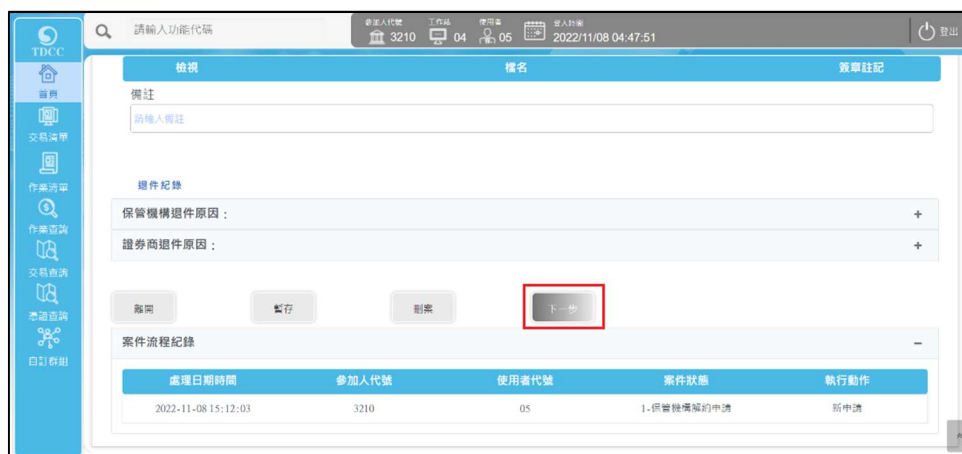 TDCC
請輸入功能代碼
參加人代號 工作站 使用者 登入時間
3210 04 05 2022/11/08 04:47:51
登出
首頁
交易清單
作業清單
作業查詢
交易查詢
憑證查詢
自訂群組
檢視 檔名 簽章註記
備註
請輸入備註
退件紀錄
保管機構退件原因： +
證券商退件原因： +
離開 暫存 刪案 下一步
案件流程紀錄 −
處理日期時間 參加人代號 使用者代號 案件狀態 執行動作
2022-11-08 15:12:03 3210 05 1-保管機構解約申請 新申請